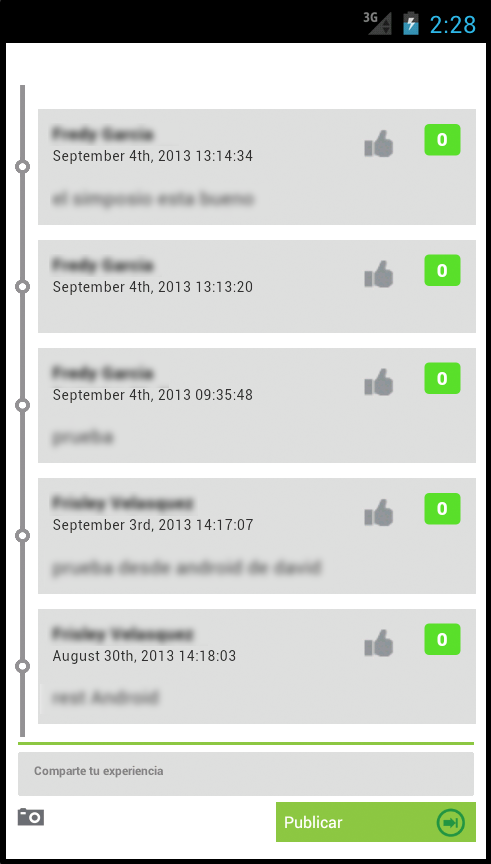 3G 2:28
Fredy Garcia
September 4th, 2013 13:14:34
0
el simposio esta bueno
Fredy Garcia
September 4th, 2013 13:13:20
0
Fredy Garcia
September 4th, 2013 09:35:48
0
prueba
Frisley Velasquez
September 3rd, 2013 14:17:07
0
prueba desde android de david
Frisley Velasquez
August 30th, 2013 14:18:03
0
rest Android
Comparte tu experiencia
Publicar